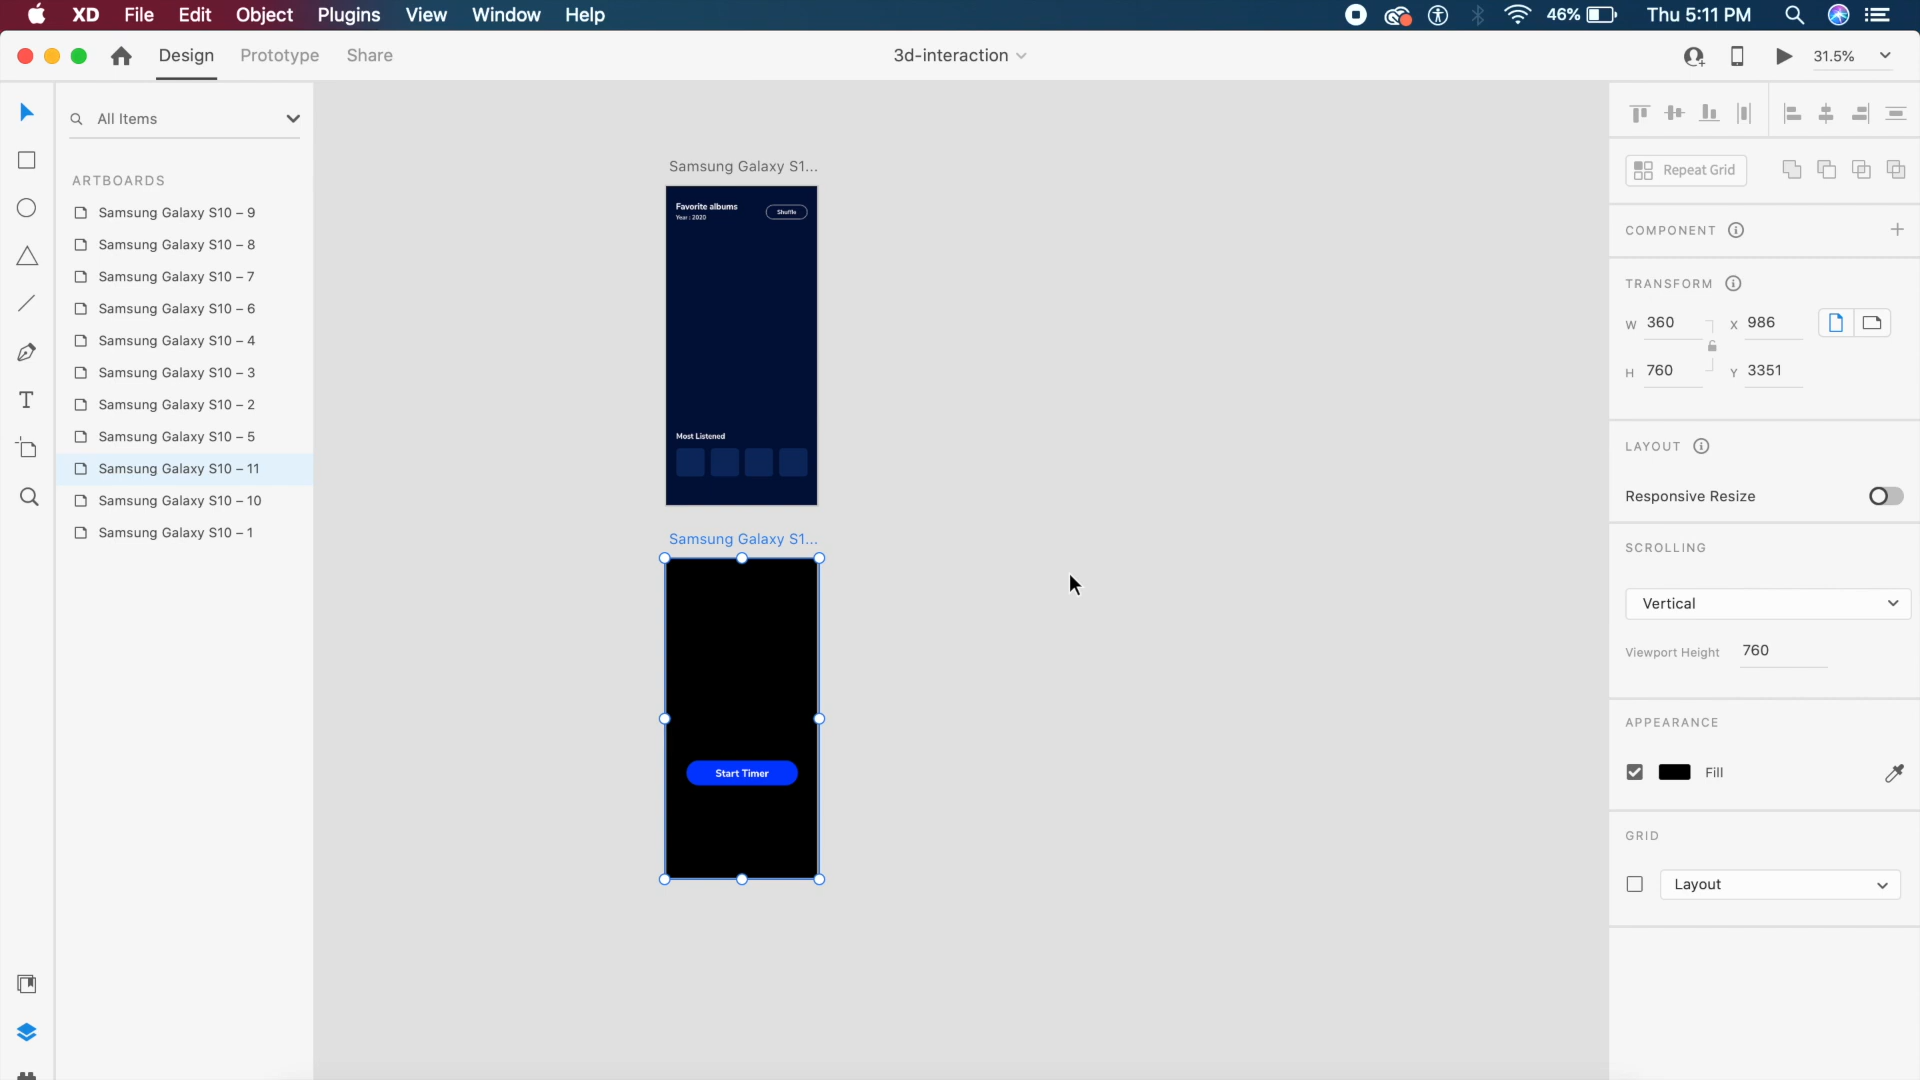 XD File Edit Object Plugins View Window Help 46% Thu 5:11 PM
Design Prototype Share 3d-interaction 31.5%
All Items
ARTBOARDS
Samsung Galaxy S10 – 9
Samsung Galaxy S10 – 8
Samsung Galaxy S10 – 7
Samsung Galaxy S10 – 6
Samsung Galaxy S10 – 4
Samsung Galaxy S10 – 3
Samsung Galaxy S10 – 2
Samsung Galaxy S10 – 5
Samsung Galaxy S10 – 11
Samsung Galaxy S10 – 10
Samsung Galaxy S10 – 1
Samsung Galaxy S1...
Favorite albums
Year : 2020
Shuffle
Most Listened
Samsung Galaxy S1...
Start Timer
Repeat Grid
COMPONENT
TRANSFORM
W 360 X 986
H 760 Y 3351
LAYOUT
Responsive Resize
SCROLLING
Vertical
Viewport Height 760
APPEARANCE
Fill
GRID
Layout